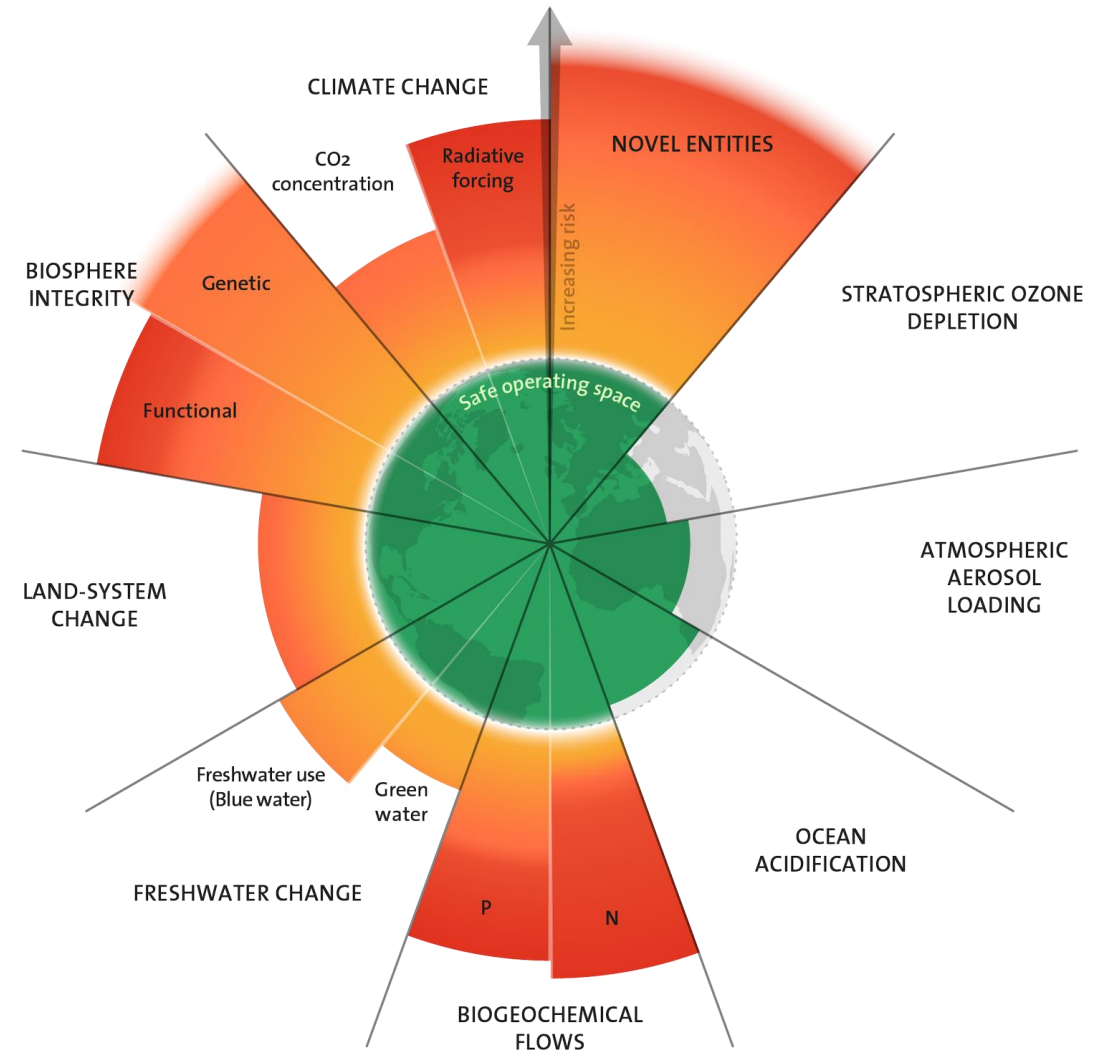 CLIMATE CHANGE
CO2
concentration
Radiative
forcing
NOVEL ENTITIES
Increasing risk
BIOSPHERE
INTEGRITY
Genetic
Functional
STRATOSPHERIC OZONE
DEPLETION
Safe operating space
ATMOSPHERIC
AEROSOL
LOADING
LAND-SYSTEM
CHANGE
Freshwater use
(Blue water)
Green
water
FRESHWATER CHANGE
OCEAN
ACIDIFICATION
P
N
BIOGEOCHEMICAL
FLOWS